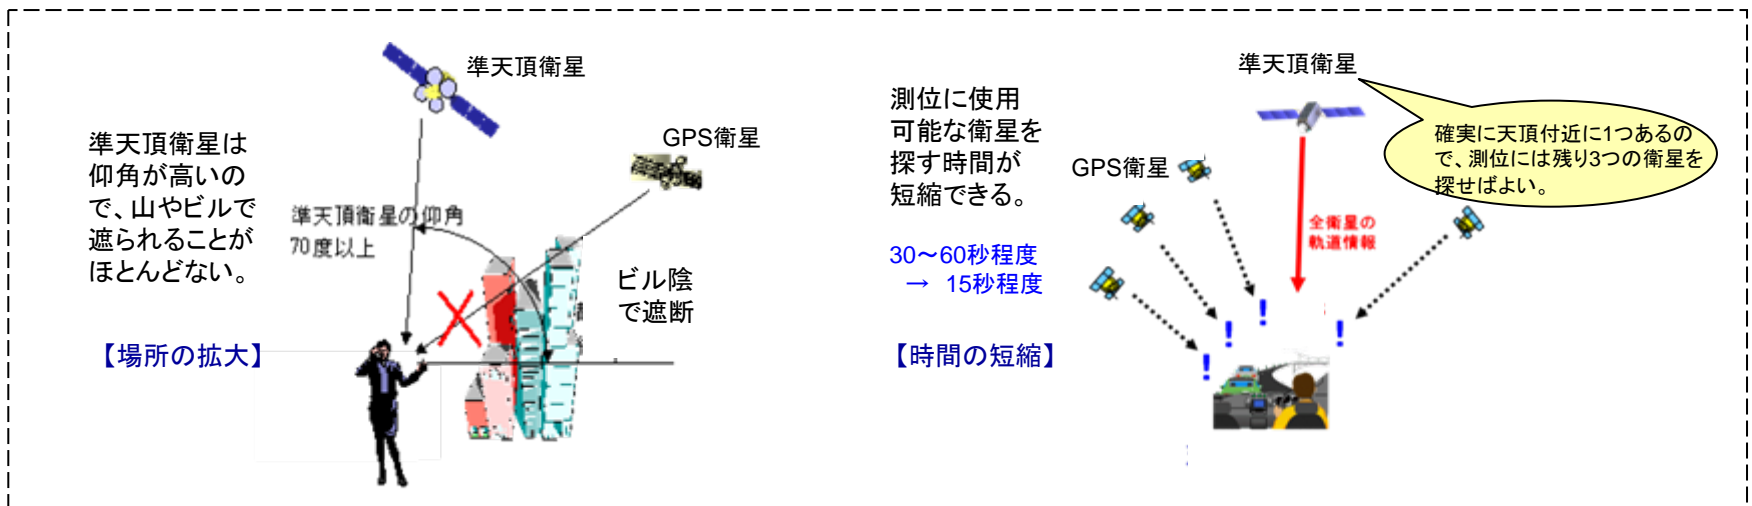 準天頂衛星
準天頂衛星は
仰角が高いの
で、山やビルで
遮られることが
ほとんどない。
GPS衛星
準天頂衛星の仰角
70度以上
ビル陰
で遮断
【場所の拡大】
準天頂衛星
測位に使用
可能な衛星を
探す時間が
短縮できる。
確実に天頂付近に1つあるの
で、測位には残り3つの衛星を
探せばよい。
GPS衛星
全衛星の
軌道情報
30～60秒程度
→ 15秒程度
【時間の短縮】